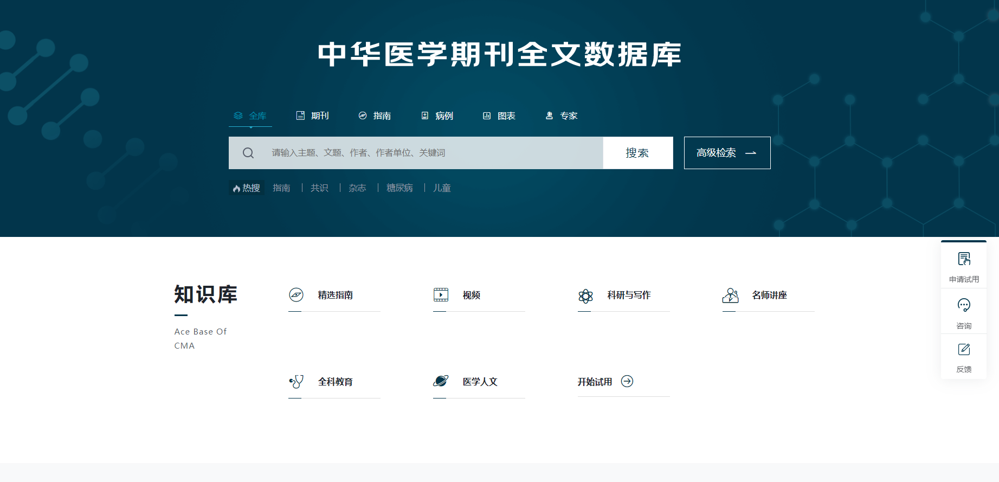 中华医学期刊全文数据库
全库 期刊 指南 病例 图表 专家
请输入主题、文题、作者、作者单位、关键词 搜索 高级检索
热搜 指南 共识 杂志 糖尿病 儿童
知识库
Ace Base Of
CMA
精选指南 视频 科研与写作 名师讲座
全科教育 医学人文 开始试用
申请试用
咨询
反馈